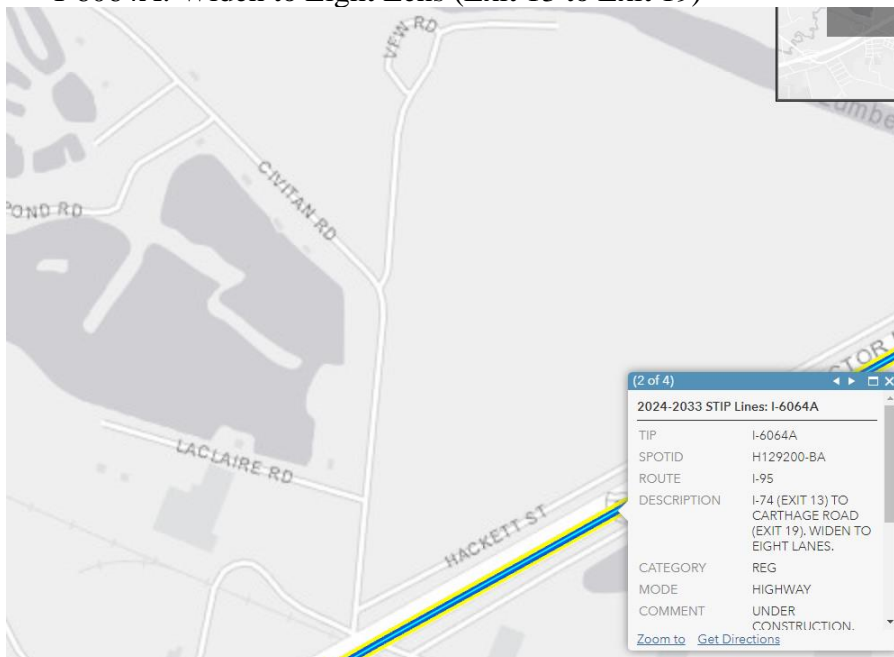 I-6064A: Widen to Eight Lens (Exit 13 to Exit 19)
VFW RD
CIVITAN RD
POND RD
LACLAIRE RD
HACKETT ST
(2 of 4)
2024-2033 STIP Lines: I-6064A
TIP I-6064A
SPOTID H129200-BA
ROUTE I-95
DESCRIPTION I-74 (EXIT 13) TO
CARTHAGE ROAD
(EXIT 19). WIDEN TO
EIGHT LANES.
CATEGORY REG
MODE HIGHWAY
COMMENT UNDER
CONSTRUCTION.
Zoom to Get Directions